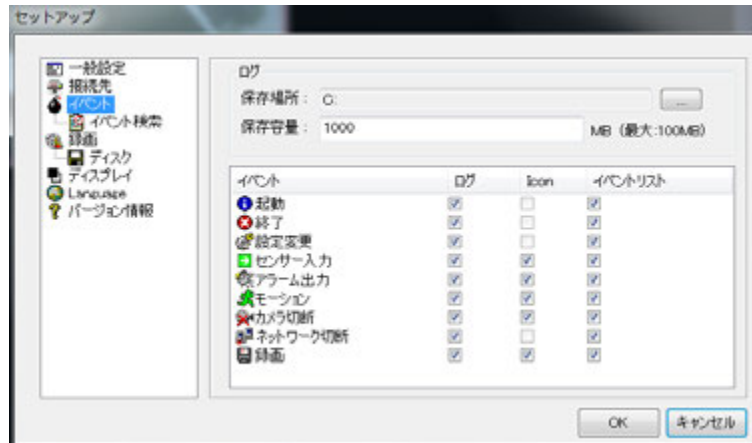 セットアップ
一般設定
接続先
イベント
イベント検索
録画
ディスク
ディスプレイ
Language
バージョン情報
ログ
保存場所: C:
...
保存容量: 1000 MB (最大:100MB)
イベント ログ Icon イベントリスト
起動
終了
設定変更
センサー入力
アラーム出力
モーション
カメラ切断
ネットワーク切断
録画
OK キャンセル